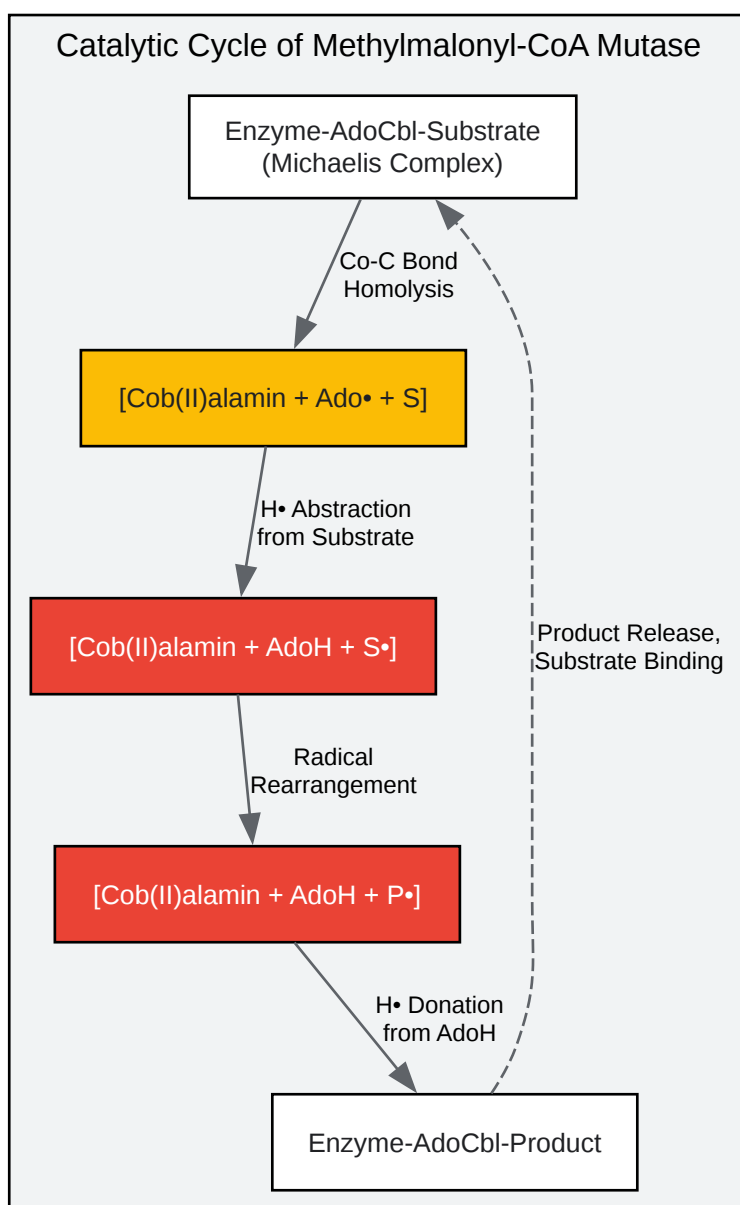 Catalytic Cycle of Methylmalonyl-CoA Mutase
Enzyme-AdoCbl-Substrate
(Michaelis Complex)
Co-C Bond
Homolysis
[Cob(II)alamin + Ado• + S]
H• Abstraction
from Substrate
[Cob(II)alamin + AdoH + S•]
Product Release,
Substrate Binding
Radical
Rearrangement
[Cob(II)alamin + AdoH + P•]
H• Donation
from AdoH
Enzyme-AdoCbl-Product